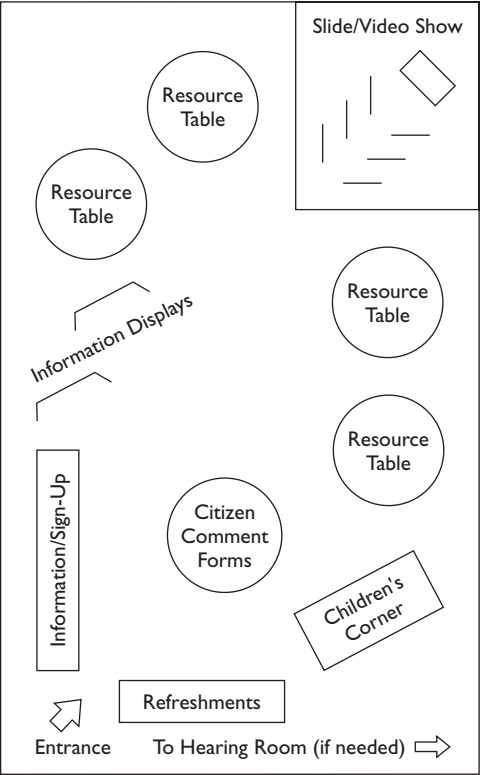 Slide/Video Show
Resource
Table
Resource
Table
Information Displays
Resource
Table
Resource
Table
Information/Sign-Up
Citizen
Comment
Forms
Children's
Corner
Refreshments
Entrance
To Hearing Room (if needed)